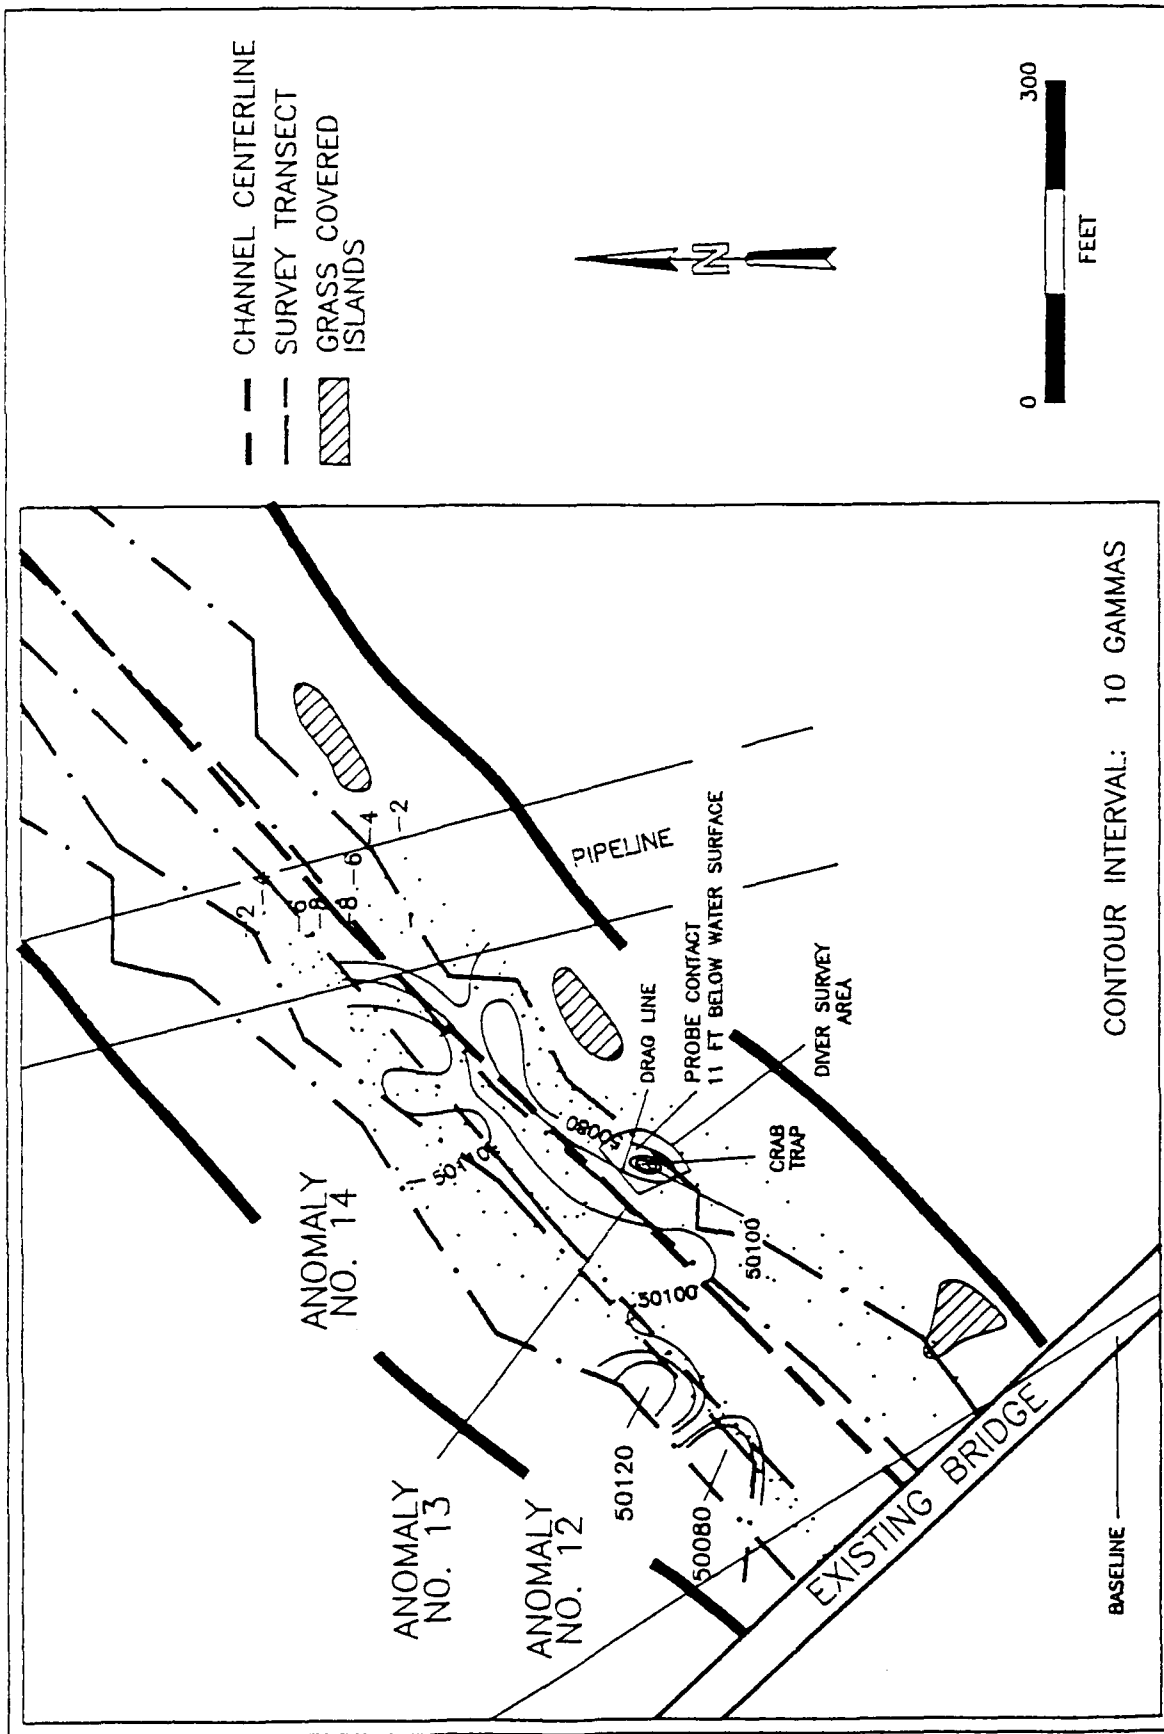 CHANNEL CENTERLINE
SURVEY TRANSECT
GRASS COVERED
ISLANDS
N
0
300
FEET
ANOMALY
NO. 14
ANOMALY
NO. 13
ANOMALY
NO. 12
-2
-4
-6
-8
-8
-6
-4
-2
50110
50080
50100
50100
50120
50080
PIPELINE
DRAG LINE
PROBE CONTACT
11 FT BELOW WATER SURFACE
DIVER SURVEY
AREA
CRAB
TRAP
EXISTING BRIDGE
BASELINE
CONTOUR INTERVAL: 10 GAMMAS